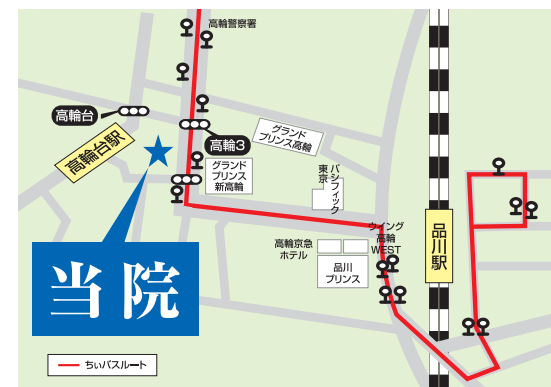 高輪警察署
高輪台
高輪3
高輪台駅
グランド
プリンス高輪
グランド
プリンス
新高輪
パシフィック
東京
ウイング
高輪
WEST
高輪京急
ホテル
品川
プリンス
品川駅
当院
ちぃバスルート